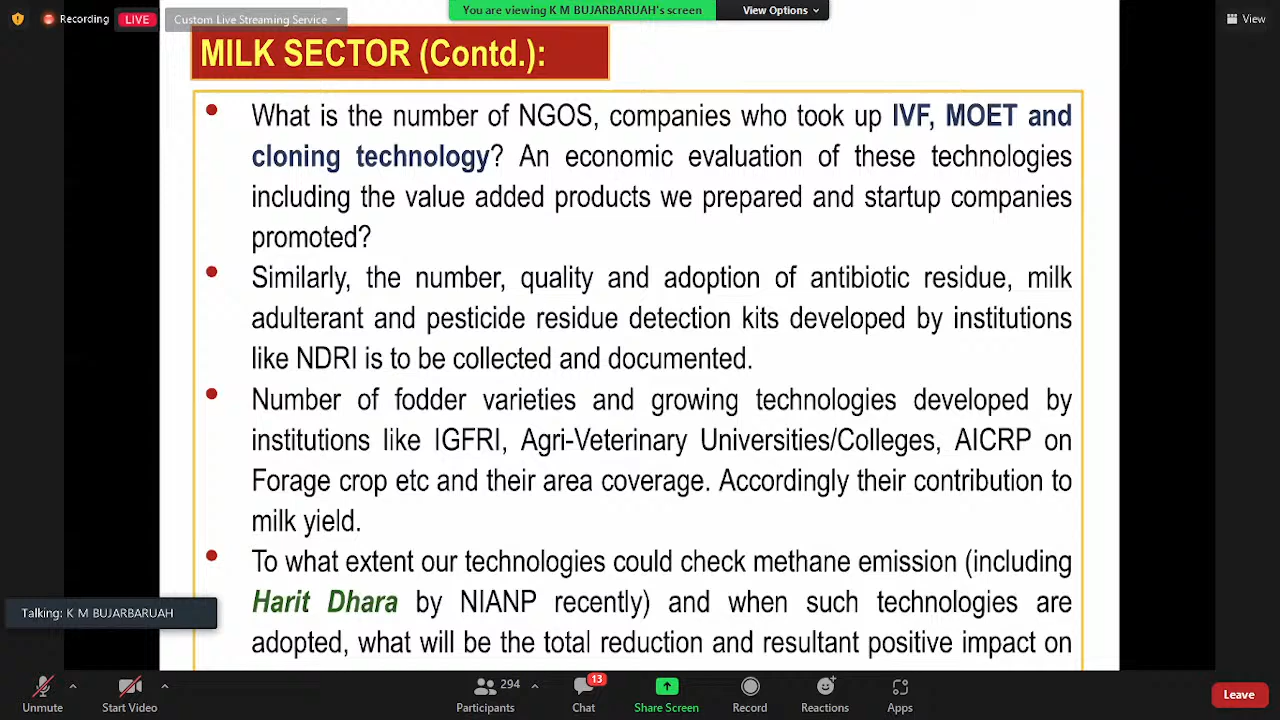 Recording
LIVE
Custom Live Streaming Service
You are viewing K M BUJARBARUAH's screen
View Options
View
MILK SECTOR (Contd.):
• What is the number of NGOS, companies who took up IVF, MOET and
cloning technology? An economic evaluation of these technologies
including the value added products we prepared and startup companies
promoted?
• Similarly, the number, quality and adoption of antibiotic residue, milk
adulterant and pesticide residue detection kits developed by institutions
like NDRI is to be collected and documented.
• Number of fodder varieties and growing technologies developed by
institutions like IGFRI, Agri-Veterinary Universities/Colleges, AICRP on
Forage crop etc and their area coverage. Accordingly their contribution to
milk yield.
• To what extent our technologies could check methane emission (including
Harit Dhara by NIANP recently) and when such technologies are
adopted, what will be the total reduction and resultant positive impact on
Talking: K M BUJARBARUAH
Unmute
Start Video
294
Participants
13
Chat
Share Screen
Record
Reactions
Apps
Leave